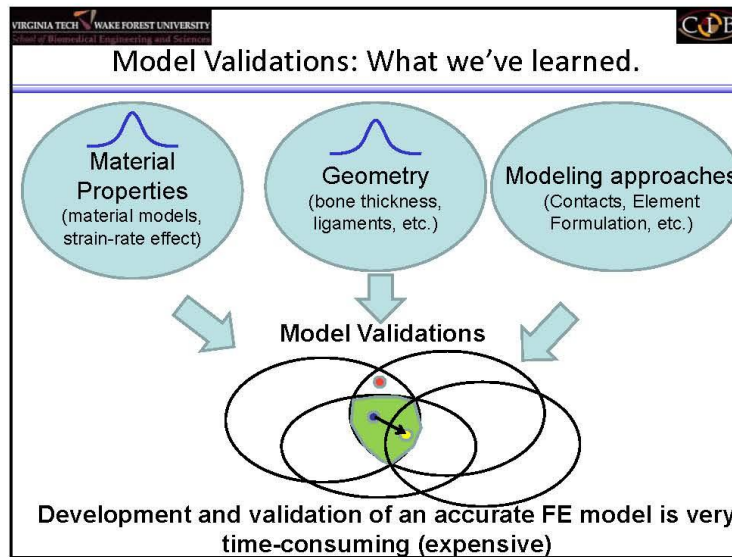 VIRGINIA TECH WAKE FOREST UNIVERSITY
School of Biomedical Engineering and Sciences
CIB
Model Validations: What we've learned.
Material
Properties
(material models,
strain-rate effect)
Geometry
(bone thickness,
ligaments, etc.)
Modeling approaches
(Contacts, Element
Formulation, etc.)
Model Validations
Development and validation of an accurate FE model is very
time-consuming (expensive)